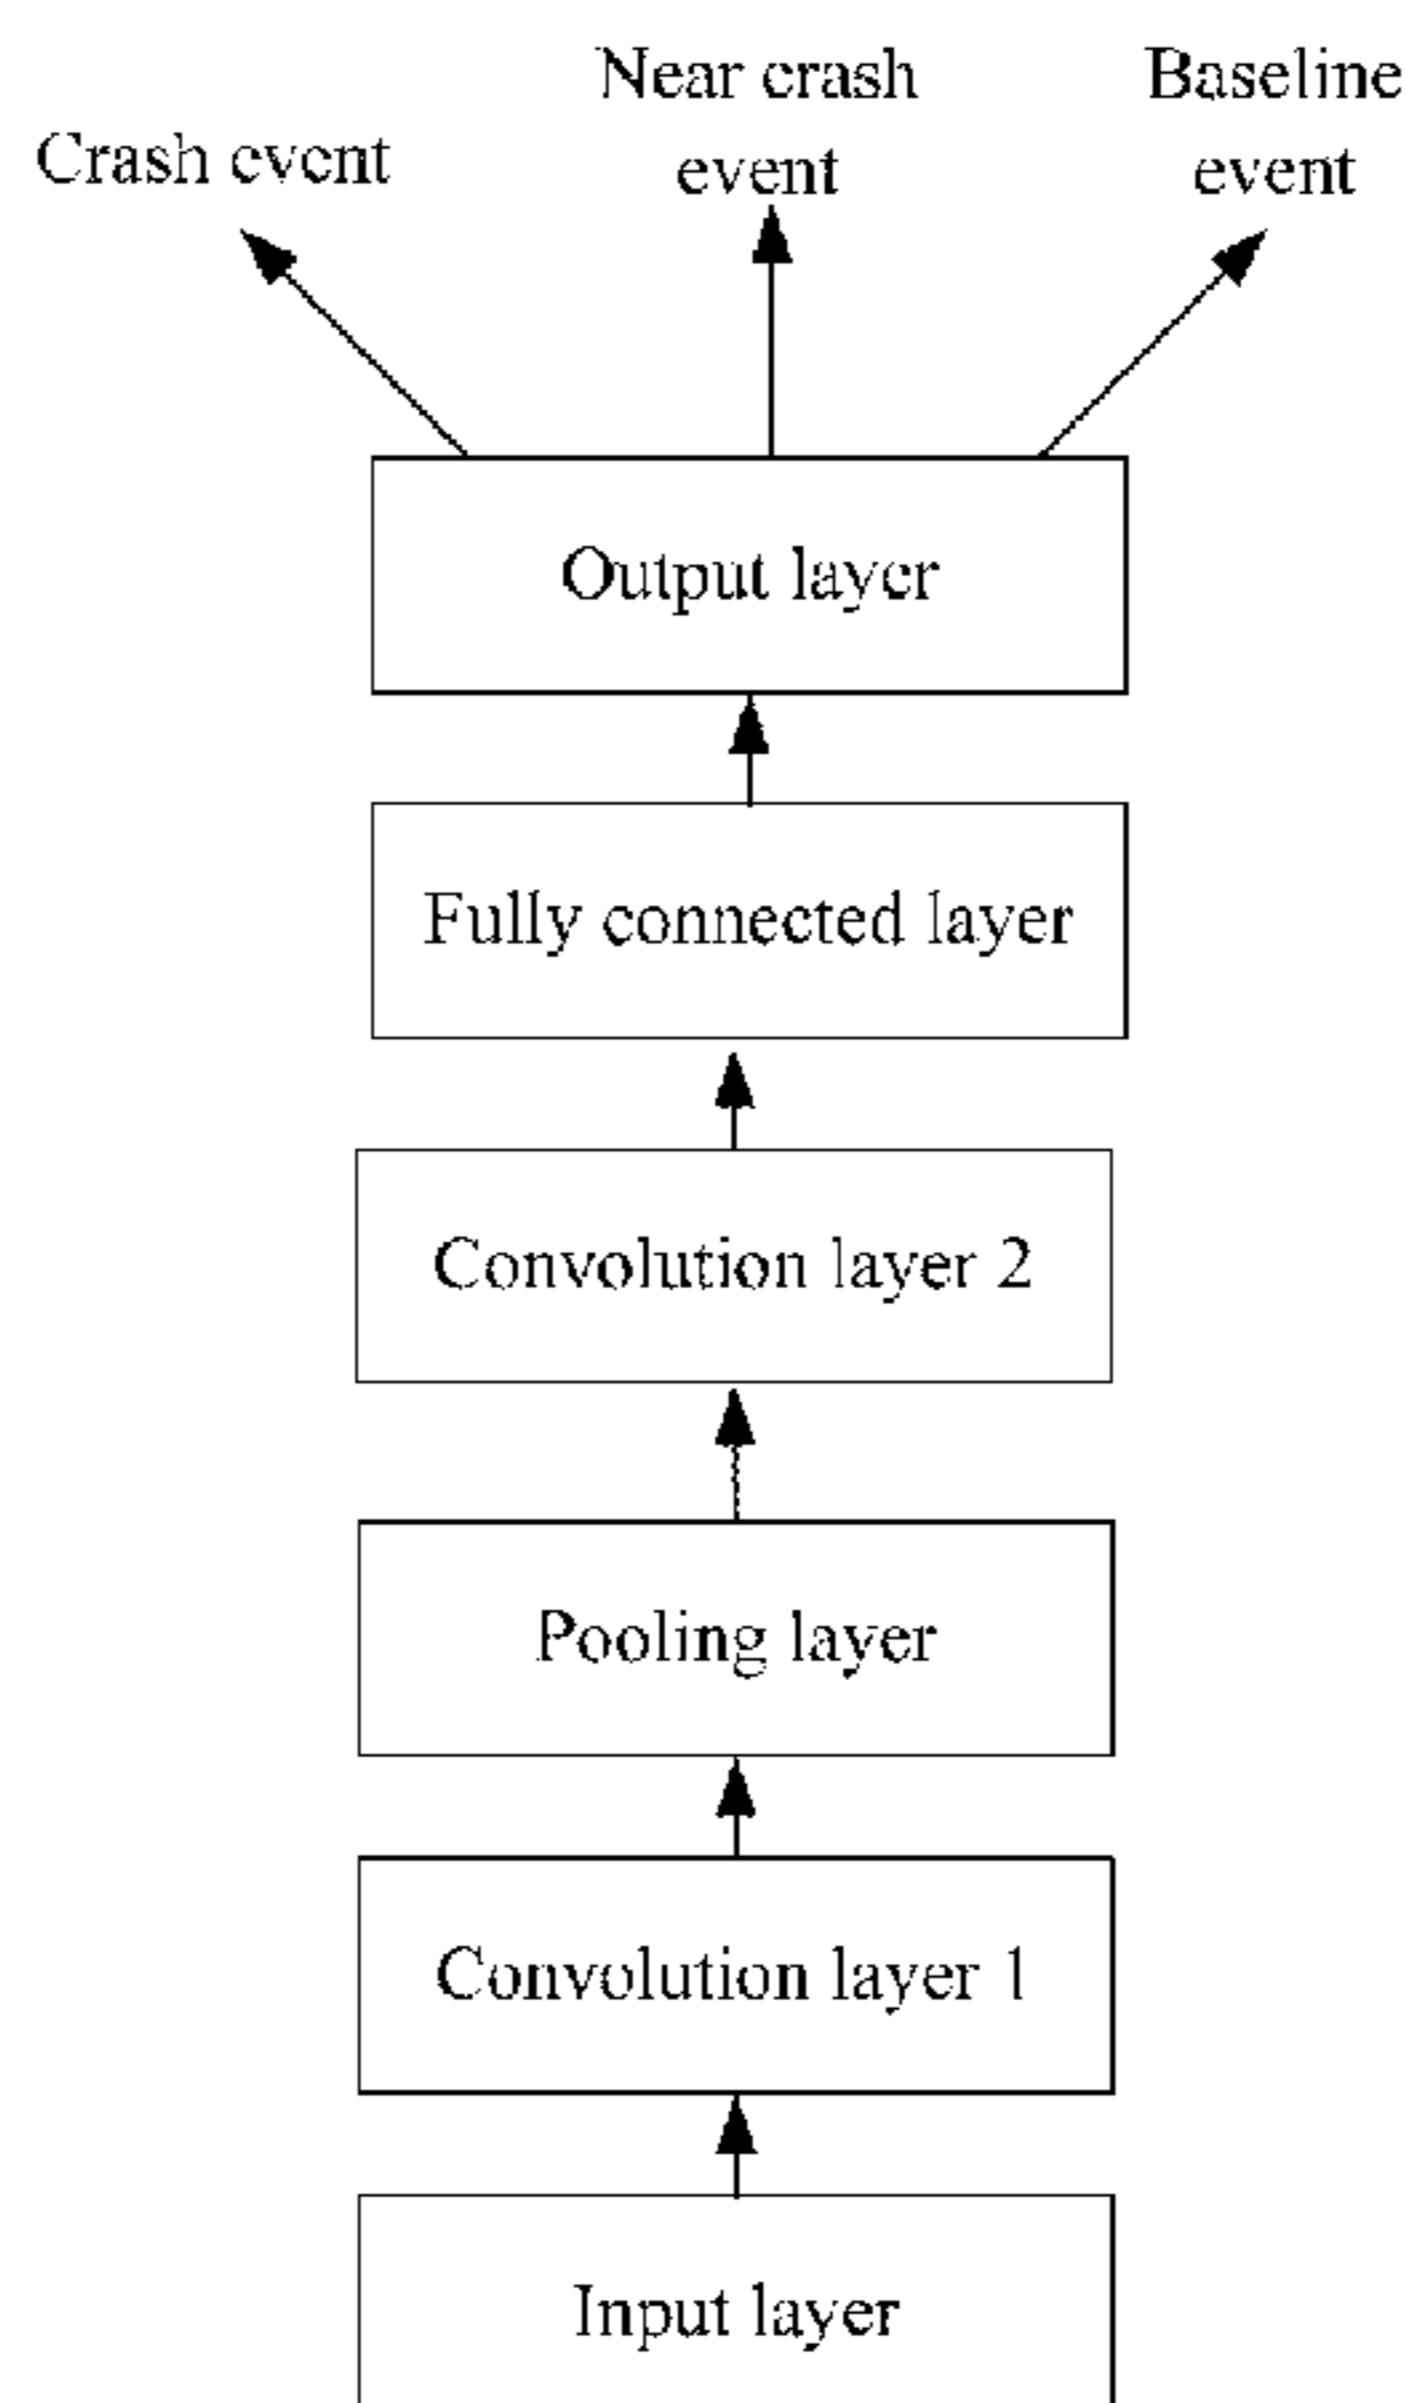 Crash event
Near crash
event
Baseline
event
Output layer
Fully connected layer
Convolution layer 2
Pooling layer
Convolution layer 1
Input layer